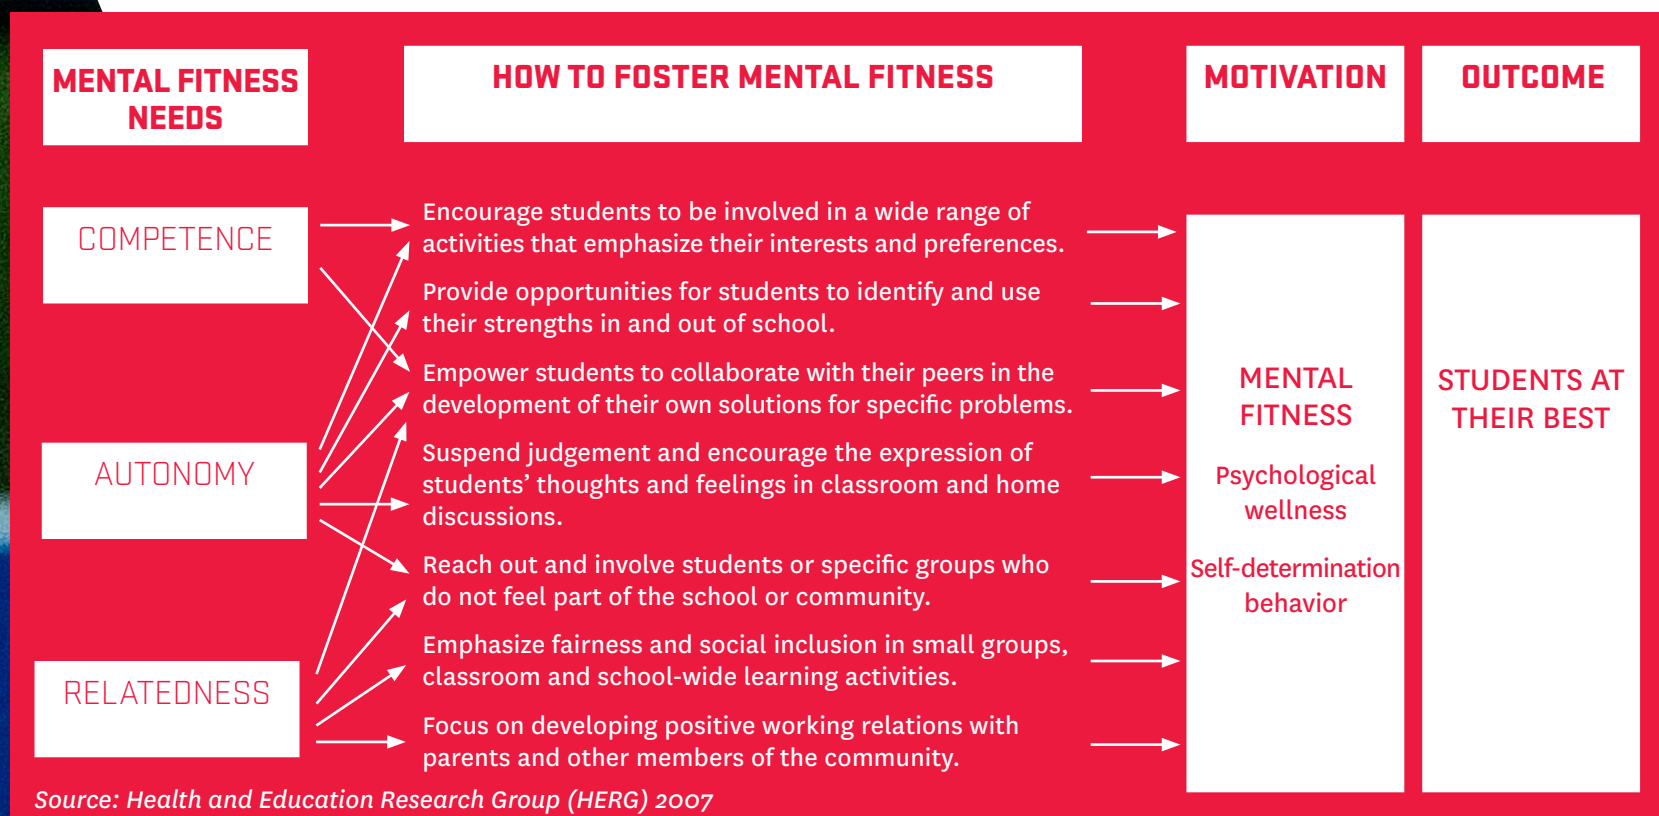 MENTAL FITNESS
NEEDS
HOW TO FOSTER MENTAL FITNESS
MOTIVATION
OUTCOME
COMPETENCE
AUTONOMY
RELATEDNESS
Encourage students to be involved in a wide range of
activities that emphasize their interests and preferences.
Provide opportunities for students to identify and use
their strengths in and out of school.
Empower students to collaborate with their peers in the
development of their own solutions for specific problems.
Suspend judgement and encourage the expression of
students’ thoughts and feelings in classroom and home
discussions.
Reach out and involve students or specific groups who
do not feel part of the school or community.
Emphasize fairness and social inclusion in small groups,
classroom and school-wide learning activities.
Focus on developing positive working relations with
parents and other members of the community.
MENTAL
FITNESS
Psychological
wellness
Self-determination
behavior
STUDENTS AT
THEIR BEST
Source: Health and Education Research Group (HERG) 2007